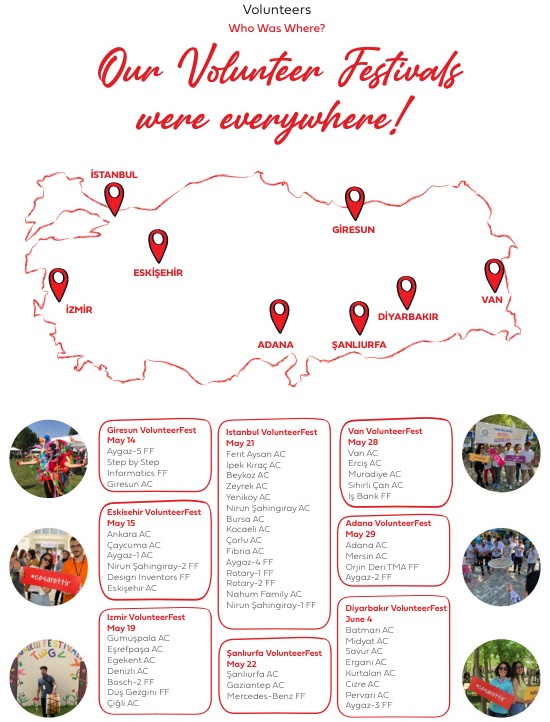 Volunteers
Who Was Where?
Our Volunteer Festivals
were everywhere!
İSTANBUL
GİRESUN
ESKİŞEHİR
İZMİR
VAN
DİYARBAKIR
ADANA
ŞANLIURFA
Giresun VolunteerFest
May 14
Aygaz-5 FF
Step by Step
Informatics FF
Giresun AC
Eskisehir VolunteerFest
May 15
Ankara AC
Çaycuma AC
Aygaz-1 AC
Nirun Şahingiray-2 FF
Design Inventors FF
Eskişehir AC
Izmir VolunteerFest
May 19
Gümüşpala AC
Eşrefpaşa AC
Egekent AC
Denizli AC
Bosch-2 FF
Düş Gezgini FF
Çiğli AC
Istanbul VolunteerFest
May 21
Ferit Aysan AC
İpek Kıraç AC
Beykoz AC
Zeyrek AC
Yeniköy AC
Nirun Şahingiray AC
Bursa AC
Kocaeli AC
Çorlu AC
Fibria AC
Aygaz-4 FF
Rotary-1 FF
Rotary-2 FF
Nahum Family AC
Nirun Şahingiray-1 FF
Şanlıurfa VolunteerFest
May 22
Şanlıurfa AC
Gaziantep AC
Mercedes-Benz FF
Van VolunteerFest
May 28
Van AC
Erciş AC
Muradiye AC
Sihirli Çan AC
İş Bank FF
Adana VolunteerFest
May 29
Adana AC
Mersin AC
Orjin Deri TMA FF
Aygaz-2 FF
Diyarbakır VolunteerFest
June 4
Batman AC
Midyat AC
Savur AC
Ergani AC
Kurtalan AC
Cizre AC
Pervari AC
Aygaz-3 FF
#cesarettir